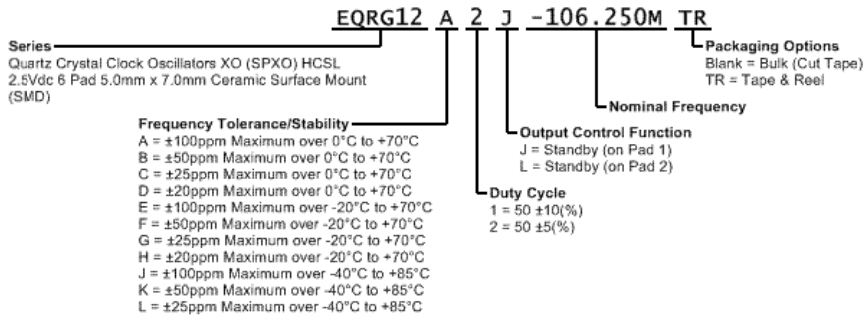 EQRG12 A 2 J -106.250M TR
Series
Quartz Crystal Clock Oscillators XO (SPXO) HCSL
2.5Vdc 6 Pad 5.0mm x 7.0mm Ceramic Surface Mount
(SMD)
Packaging Options
Blank = Bulk (Cut Tape)
TR = Tape & Reel
Nominal Frequency
Frequency Tolerance/Stability
A = ±100ppm Maximum over 0°C to +70°C
B = ±50ppm Maximum over 0°C to +70°C
C = ±25ppm Maximum over 0°C to +70°C
D = ±20ppm Maximum over 0°C to +70°C
E = ±100ppm Maximum over -20°C to +70°C
F = ±50ppm Maximum over -20°C to +70°C
G = ±25ppm Maximum over -20°C to +70°C
H = ±20ppm Maximum over -20°C to +70°C
J = ±100ppm Maximum over -40°C to +85°C
K = ±50ppm Maximum over -40°C to +85°C
L = ±25ppm Maximum over -40°C to +85°C
Output Control Function
J = Standby (on Pad 1)
L = Standby (on Pad 2)
Duty Cycle
1 = 50 ±10(%)
2 = 50 ±5(%)